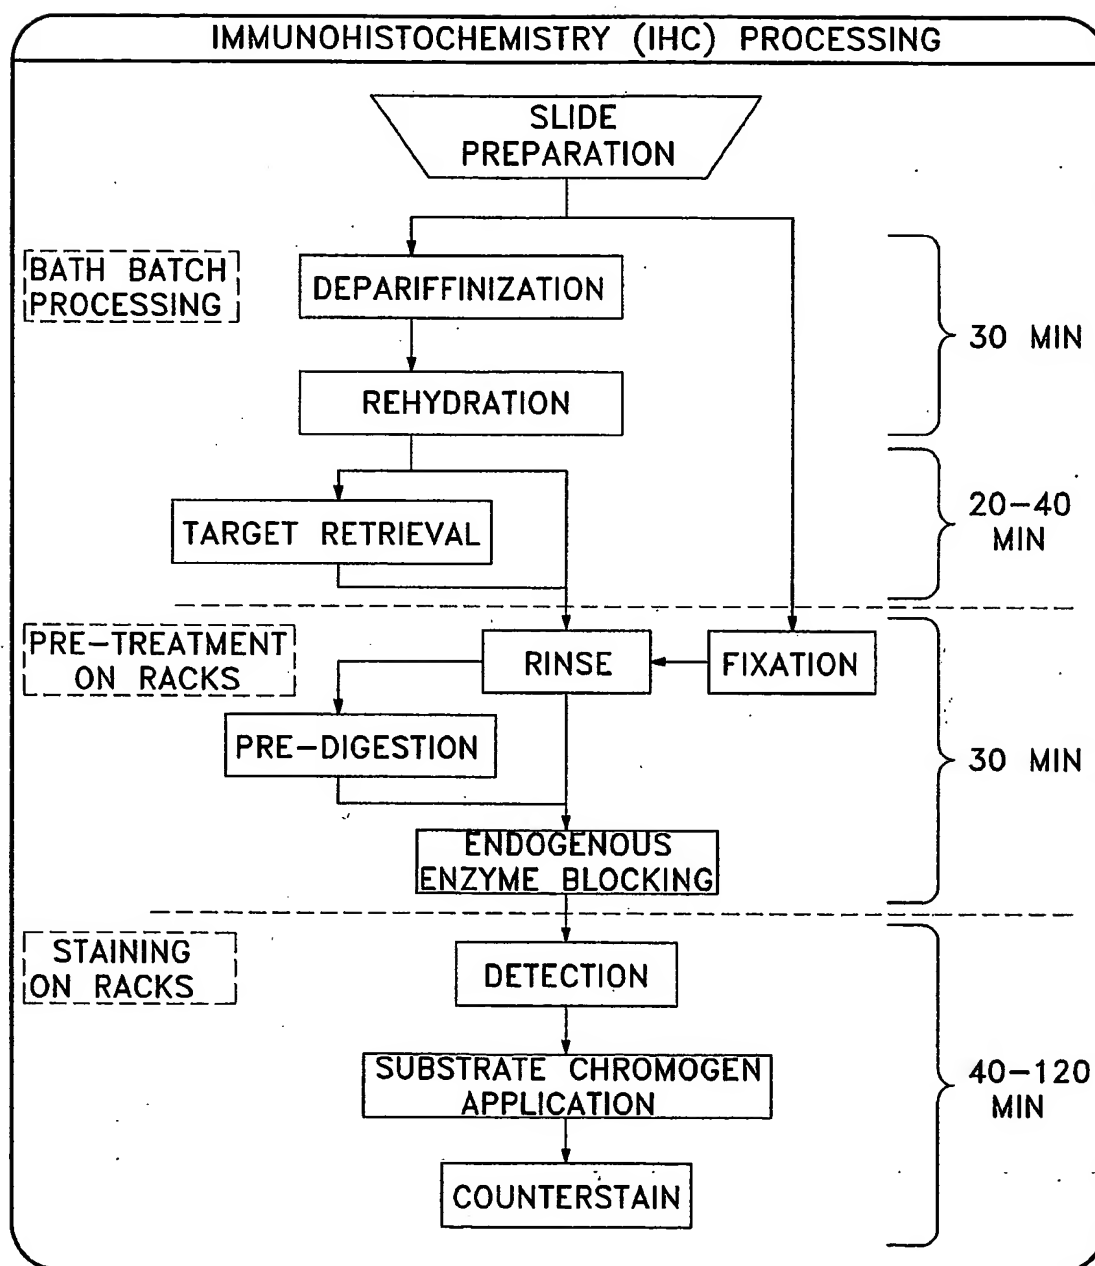 IMMUNOHISTOCHEMISTRY (IHC) PROCESSING
SLIDE
PREPARATION
BATH BATCH
PROCESSING
DEPARIFFINIZATION
30 MIN
REHYDRATION
TARGET RETRIEVAL
20-40
MIN
PRE-TREATMENT
ON RACKS
RINSE
FIXATION
PRE-DIGESTION
30 MIN
ENDOGENOUS
ENZYME BLOCKING
STAINING
ON RACKS
DETECTION
SUBSTRATE CHROMOGEN
APPLICATION
40-120
MIN
COUNTERSTAIN